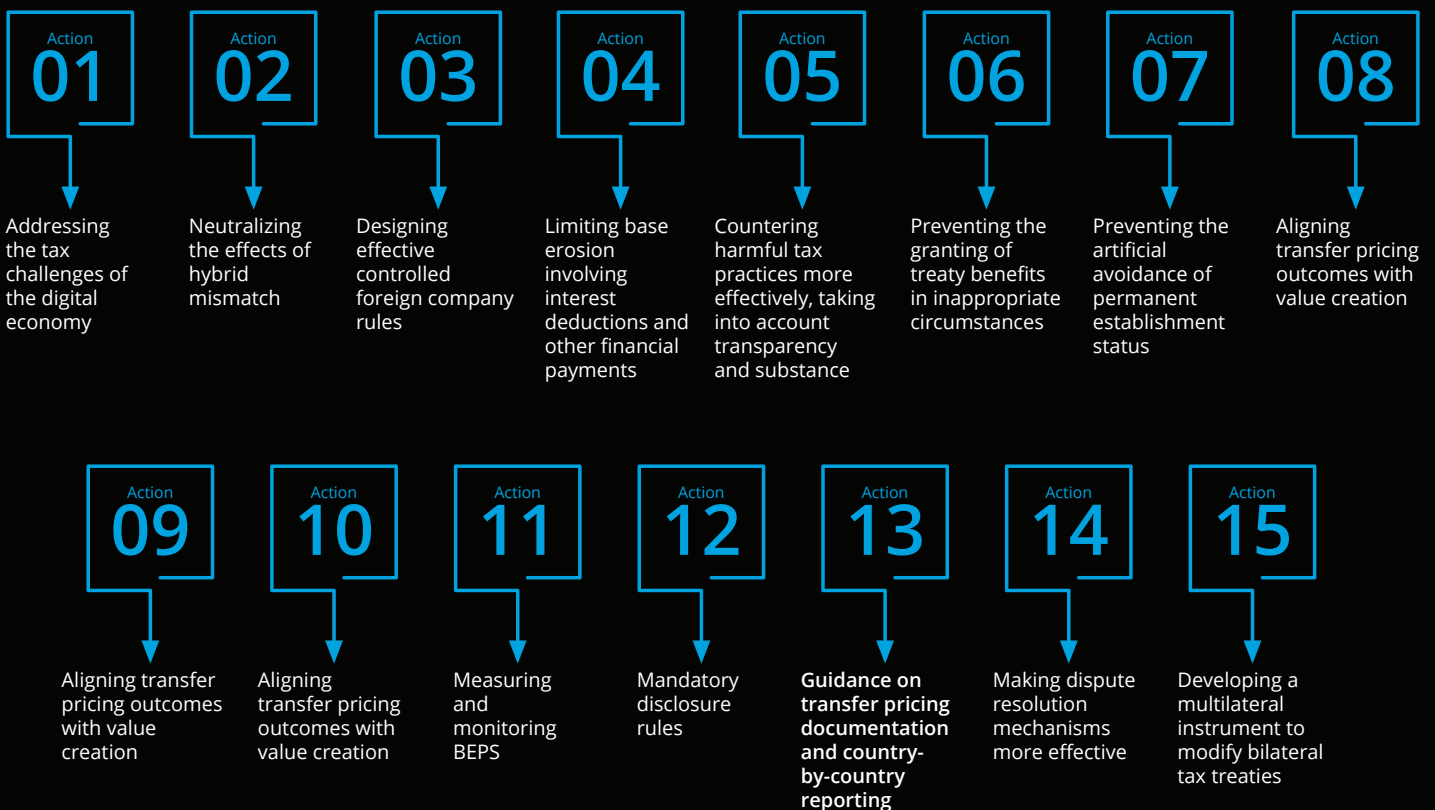 Action
01
Addressing
the tax
challenges of
the digital
economy
Action
02
Neutralizing
the effects of
hybrid
mismatch
Action
03
Designing
effective
controlled
foreign company
rules
Action
04
Limiting base
erosion
involving
interest
deductions and
other financial
payments
Action
05
Countering
harmful tax
practices more
effectively, taking
into account
transparency
and substance
Action
06
Preventing the
granting of
treaty benefits
in inappropriate
circumstances
Action
07
Preventing the
artificial
avoidance of
permanent
establishment
status
Action
08
Aligning
transfer pricing
outcomes with
value creation
Action
09
Aligning transfer
pricing outcomes
with value
creation
Action
10
Aligning
transfer pricing
outcomes with
value creation
Action
11
Measuring
and
monitoring
BEPS
Action
12
Mandatory
disclosure
rules
Action
13
Guidance on
transfer pricing
documentation
and country-
by-country
reporting
Action
14
Making dispute
resolution
mechanisms
more effective
Action
15
Developing a
multilateral
instrument to
modify bilateral
tax treaties